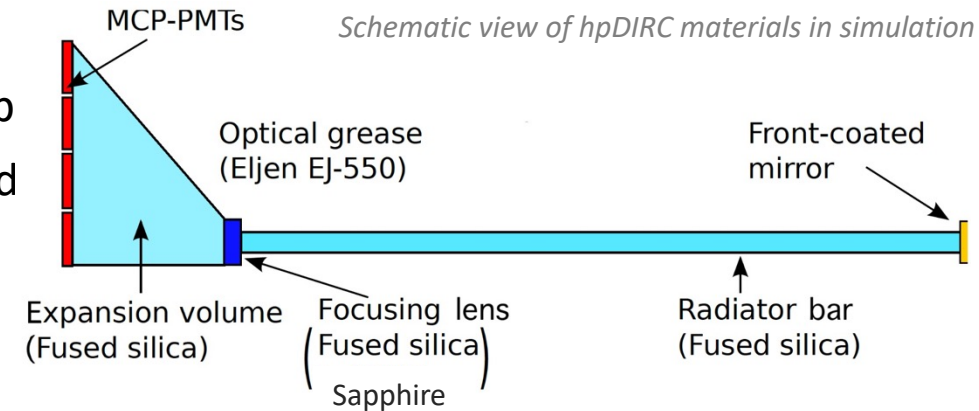 MCP-PMTs
Schematic view of hpDIRC materials in simulation
Optical grease
(Eljen EJ-550)
Front-coated
mirror
Expansion volume
(Fused silica)
Focusing lens
(Fused silica)
Sapphire
Radiator bar
(Fused silica)